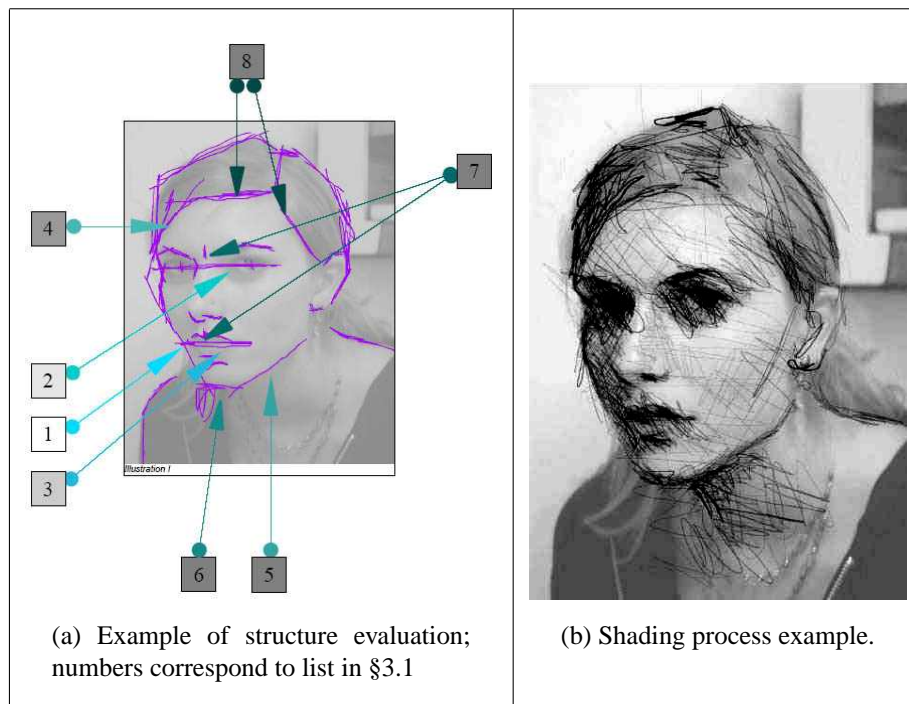 8
7
4
2
1
3
Illustration I
6 5
(a) Example of structure evaluation;
numbers correspond to list in §3.1
(b) Shading process example.